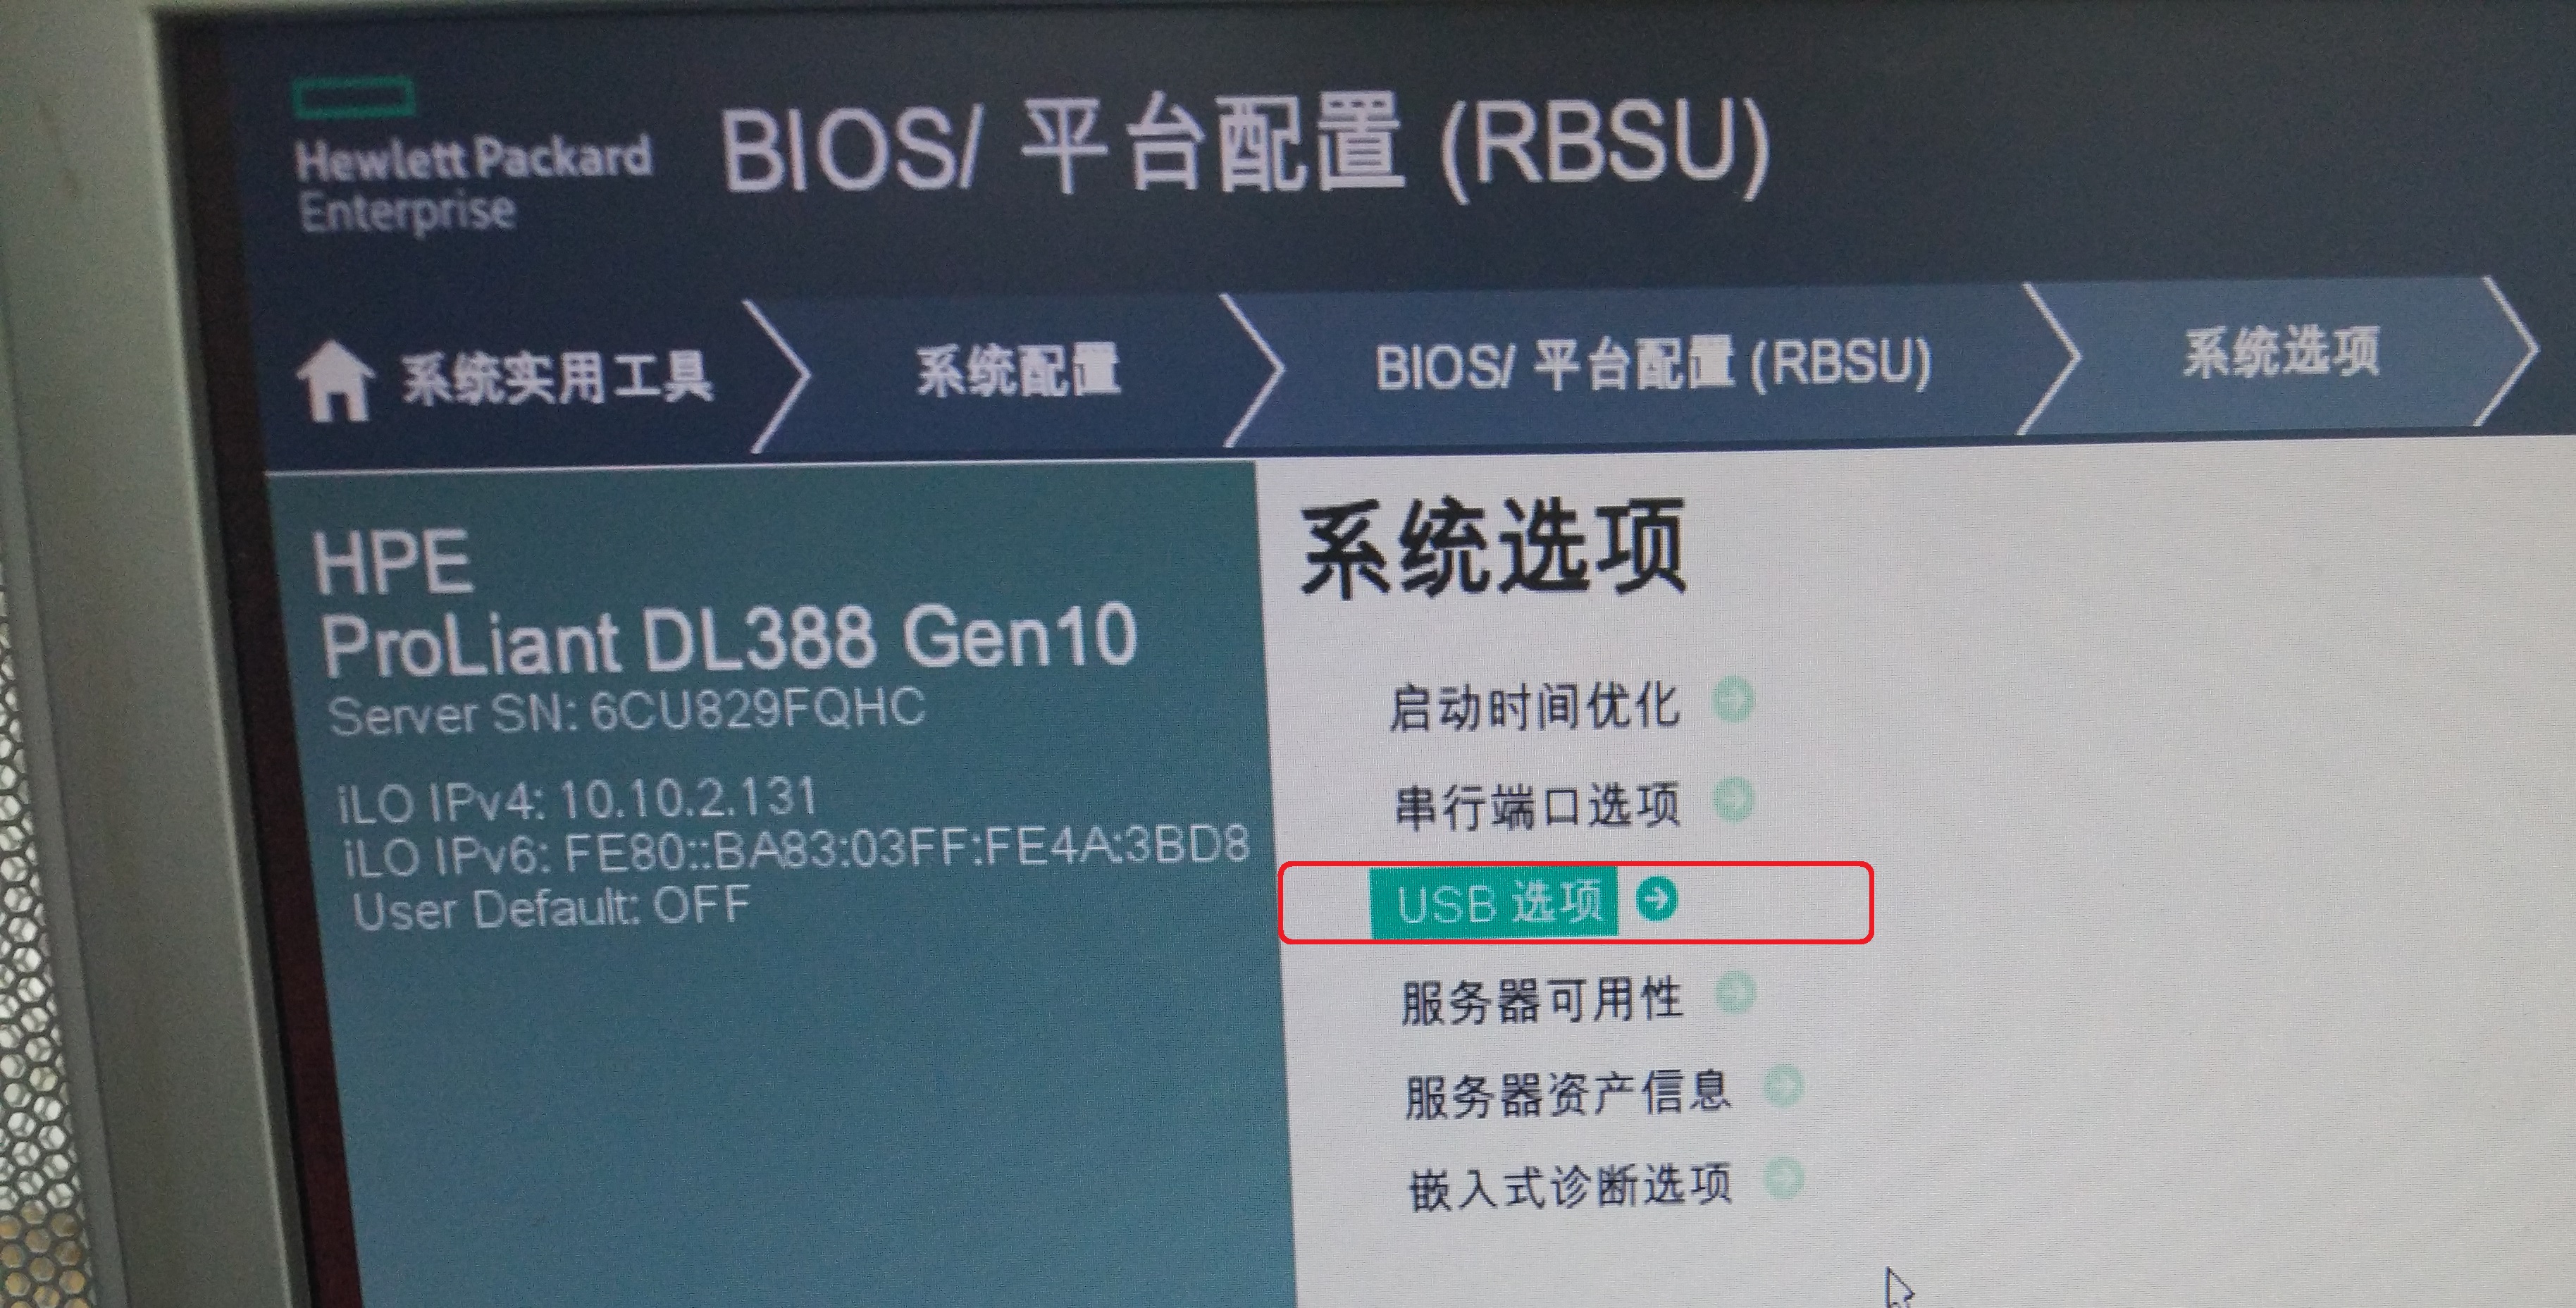 Hewlett Packard
Enterprise
BIOS/ 平台配置 (RBSU)
系统实用工具
系统配置
BIOS/ 平台配置 (RBSU)
系统选项
HPE
ProLiant DL388 Gen10
Server SN: 6CU829FQHC
iLO IPv4: 10.10.2.131
iLO IPv6: FE80::BA83:03FF:FE4A:3BD8
User Default: OFF
系统选项
启动时间优化
串行端口选项
USB 选项
服务器可用性
服务器资产信息
嵌入式诊断选项